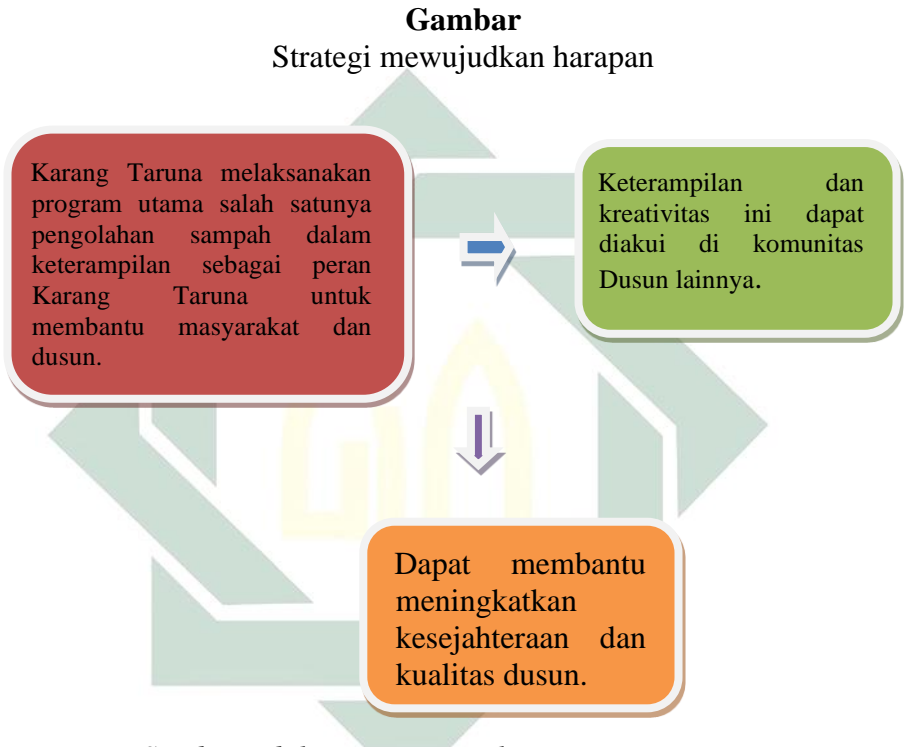 Gambar
Strategi mewujudkan harapan
Karang Taruna melaksanakan
program utama salah satunya
pengolahan sampah dalam
keterampilan sebagai peran
Karang Taruna untuk
membantu masyarakat dan
dusun.
Keterampilan dan
kreativitas ini dapat
diakui di komunitas
Dusun lainnya.
Dapat membantu
meningkatkan
kesejahteraan dan
kualitas dusun.